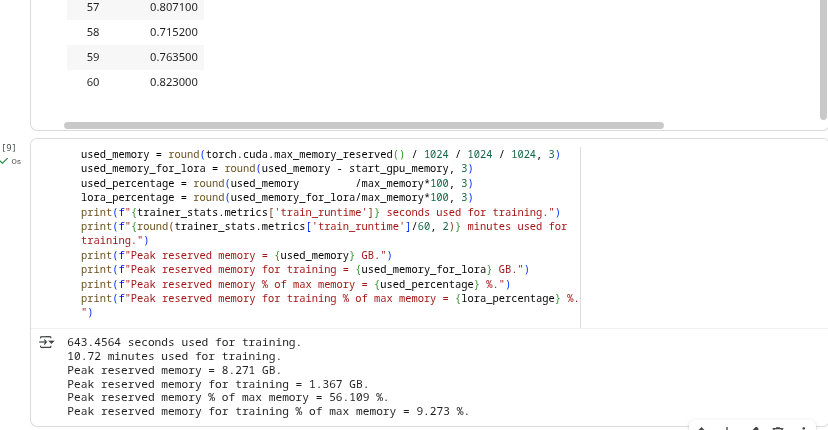 57 0.807100
58 0.715200
59 0.763500
60 0.823000
[9]
0s
used_memory = round(torch.cuda.max_memory_reserved() / 1024 / 1024 / 1024, 3)
used_memory_for_lora = round(used_memory - start_gpu_memory, 3)
used_percentage = round(used_memory         /max_memory*100, 3)
lora_percentage = round(used_memory_for_lora/max_memory*100, 3)
print(f"{trainer_stats.metrics['train_runtime']} seconds used for training.")
print(f"{round(trainer_stats.metrics['train_runtime']/60, 2)} minutes used for
training.")
print(f"Peak reserved memory = {used_memory} GB.")
print(f"Peak reserved memory for training = {used_memory_for_lora} GB.")
print(f"Peak reserved memory % of max memory = {used_percentage} %.")
print(f"Peak reserved memory for training % of max memory = {lora_percentage} %.
")
643.4564 seconds used for training.
10.72 minutes used for training.
Peak reserved memory = 8.271 GB.
Peak reserved memory for training = 1.367 GB.
Peak reserved memory % of max memory = 56.109 %.
Peak reserved memory for training % of max memory = 9.273 %.